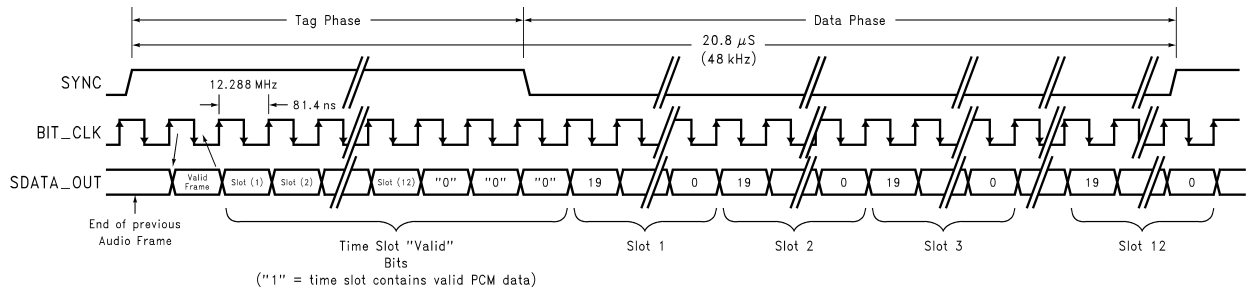 Tag Phase
Data Phase
20.8 μS
(48 kHz)
SYNC
12.288 MHz
81.4 ns
BIT_CLK
SDATA_OUT
Valid
Frame
Slot (1)
Slot (2)
Slot (12)
"0"
"0"
"0"
19
0
19
0
19
0
19
0
End of previous
Audio Frame
Time Slot "Valid"
Bits
("1" = time slot contains valid PCM data)
Slot 1
Slot 2
Slot 3
Slot 12